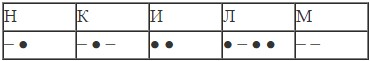 Н К И Л М
– ● – ● – ● ● ● – ● ● – –